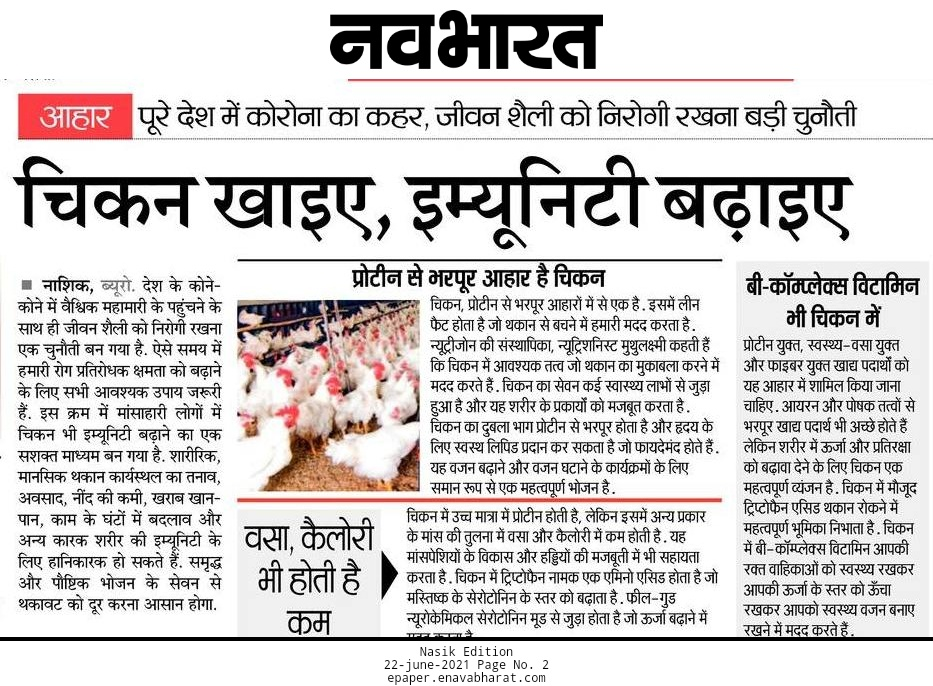 नवभारत
आहार
पूरे देश में कोरोना का कहर, जीवन शैली को निरोगी रखना बड़ी चुनौती
चिकन खाइए, इम्यूनिटी बढ़ाइए
■ नाशिक, ब्यूरो. देश के कोने-
कोने में वैश्विक महामारी के पहुंचने के
साथ ही जीवन शैली को निरोगी रखना
एक चुनौती बन गया है. ऐसे समय में
हमारी रोग प्रतिरोधक क्षमता को बढ़ाने
के लिए सभी आवश्यक उपाय जरूरी
हैं. इस क्रम में मांसाहारी लोगों में
चिकन भी इम्यूनिटी बढ़ाने का एक
सशक्त माध्यम बन गया है. शारीरिक,
मानसिक थकान कार्यस्थल का तनाव,
अवसाद, नींद की कमी, खराब खान-
पान, काम के घंटों में बदलाव और
अन्य कारक शरीर की इम्यूनिटी के
लिए हानिकारक हो सकते हैं. समृद्ध
और पौष्टिक भोजन के सेवन से
थकावट को दूर करना आसान होगा.
प्रोटीन से भरपूर आहार है चिकन
चिकन, प्रोटीन से भरपूर आहारों में से एक है. इसमें लीन
फैट होता है जो थकान से बचने में हमारी मदद करता है.
न्यूट्रीजोन की संस्थापिका, न्यूट्रिशनिस्ट मुथुलक्ष्मी कहती हैं
कि चिकन में आवश्यक तत्व जो थकान का मुकाबला करने में
मदद करते हैं. चिकन का सेवन कई स्वास्थ्य लाभों से जुड़ा
हुआ है और यह शरीर के प्रकार्यों को मजबूत करता है.
चिकन का दुबला भाग प्रोटीन से भरपूर होता है और हृदय के
लिए स्वस्थ लिपिड प्रदान कर सकता है जो फायदेमंद होते हैं.
यह वजन बढ़ाने और वजन घटाने के कार्यक्रमों के लिए
समान रूप से एक महत्वपूर्ण भोजन है.
वसा, कैलोरी
भी होती है
कम
चिकन में उच्च मात्रा में प्रोटीन होती है, लेकिन इसमें अन्य प्रकार
के मांस की तुलना में वसा और कैलोरी में कम होती है. यह
मांसपेशियों के विकास और हड्डियों की मजबूती में भी सहायता
करता है. चिकन में ट्रिप्टोफैन नामक एक एमिनो एसिड होता है जो
मस्तिष्क के सेरोटोनिन के स्तर को बढ़ाता है. फील-गुड
न्यूरोकेमिकल सेरोटोनिन मूड से जुड़ा होता है जो ऊर्जा बढ़ाने में
मदद करता है
बी-कॉम्प्लेक्स विटामिन
भी चिकन में
प्रोटीन युक्त, स्वस्थ्य-वसा युक्त
और फाइबर युक्त खाद्य पदार्थों को
यह आहार में शामिल किया जाना
चाहिए. आयरन और पोषक तत्वों से
भरपूर खाद्य पदार्थ भी अच्छे होते हैं
लेकिन शरीर में ऊर्जा और प्रतिरक्षा
को बढ़ावा देने के लिए चिकन एक
महत्वपूर्ण व्यंजन है. चिकन में मौजूद
ट्रिप्टोफैन एसिड थकान रोकने में
महत्वपूर्ण भूमिका निभाता है. चिकन
में बी-कॉम्प्लेक्स विटामिन आपकी
रक्त वाहिकाओं को स्वस्थ्य रखकर
आपकी ऊर्जा के स्तर को ऊँचा
रखकर आपको स्वस्थ्य वजन बनाए
रखने में मदद करते हैं.
Nasik Edition
22-june-2021 Page No. 2
epaper.enavabharat.com